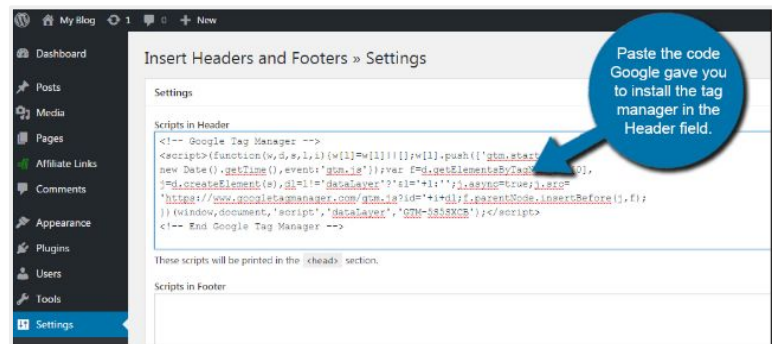 My Blog 1 0 + New
Dashboard
Posts
Media
Pages
Affiliate Links
Comments
Appearance
Plugins
Users
Tools
Settings
Insert Headers and Footers » Settings
Settings
Scripts in Header
<!-- Google Tag Manager -->
<script>(function(w,d,s,l,i){w[l]=w[l]||[];w[l].push({'gtm.start
new Date().getTime(),event:'gtm.js'});var f=d.getElementsByTag
j=d.createElement(s),dl=l!='dataLayer'?'&l='+l:'';j.async=true;j.src=
'https://www.googletagmanager.com/gtm.js?id='+i+dl;f.parentNode.insertBefore(j,f);
})(window,document,'script','dataLayer','GTM-585SXCB');</script>
<!-- End Google Tag Manager -->
These scripts will be printed in the <head> section.
Scripts in Footer
Paste the code
Google gave you
to install the tag
manager in the
Header field.